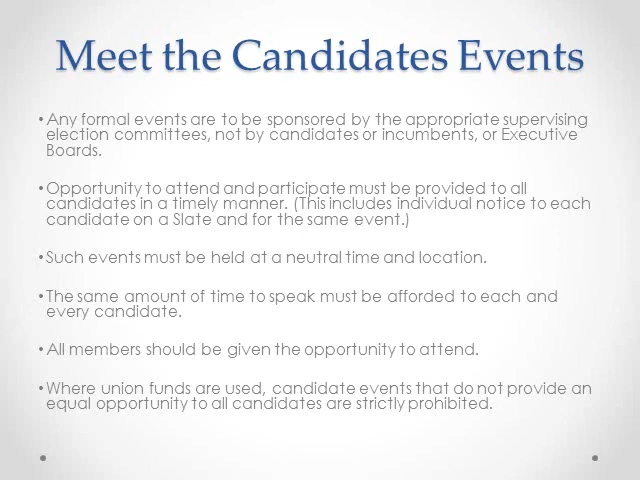 Meet the Candidates Events
• Any formal events are to be sponsored by the appropriate supervising
election committees, not by candidates or incumbents, or Executive
Boards.
• Opportunity to attend and participate must be provided to all
candidates in a timely manner. (This includes individual notice to each
candidate on a Slate and for the same event.)
• Such events must be held at a neutral time and location.
• The same amount of time to speak must be afforded to each and
every candidate.
• All members should be given the opportunity to attend.
• Where union funds are used, candidate events that do not provide an
equal opportunity to all candidates are strictly prohibited.